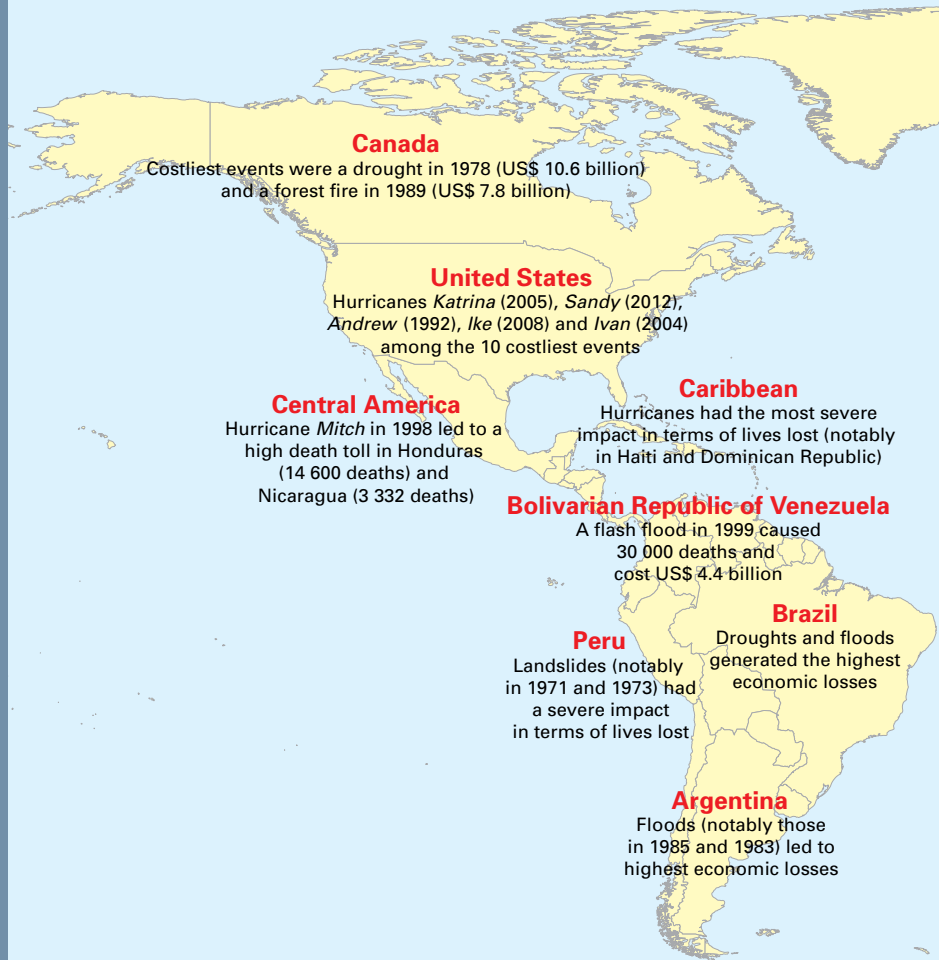 Canada
Costliest events were a drought in 1978 (US$ 10.6 billion)
and a forest fire in 1989 (US$ 7.8 billion)
United States
Hurricanes Katrina (2005), Sandy (2012),
Andrew (1992), Ike (2008) and Ivan (2004)
among the 10 costliest events
Caribbean
Hurricanes had the most severe
impact in terms of lives lost (notably
in Haiti and Dominican Republic)
Central America
Hurricane Mitch in 1998 led to a
high death toll in Honduras
(14 600 deaths) and
Nicaragua (3 332 deaths)
Bolivarian Republic of Venezuela
A flash flood in 1999 caused
30 000 deaths and
cost US$ 4.4 billion
Brazil
Droughts and floods
generated the highest
economic losses
Peru
Landslides (notably
in 1971 and 1973) had
a severe impact
in terms of lives lost
Argentina
Floods (notably those
in 1985 and 1983) led to
highest economic losses